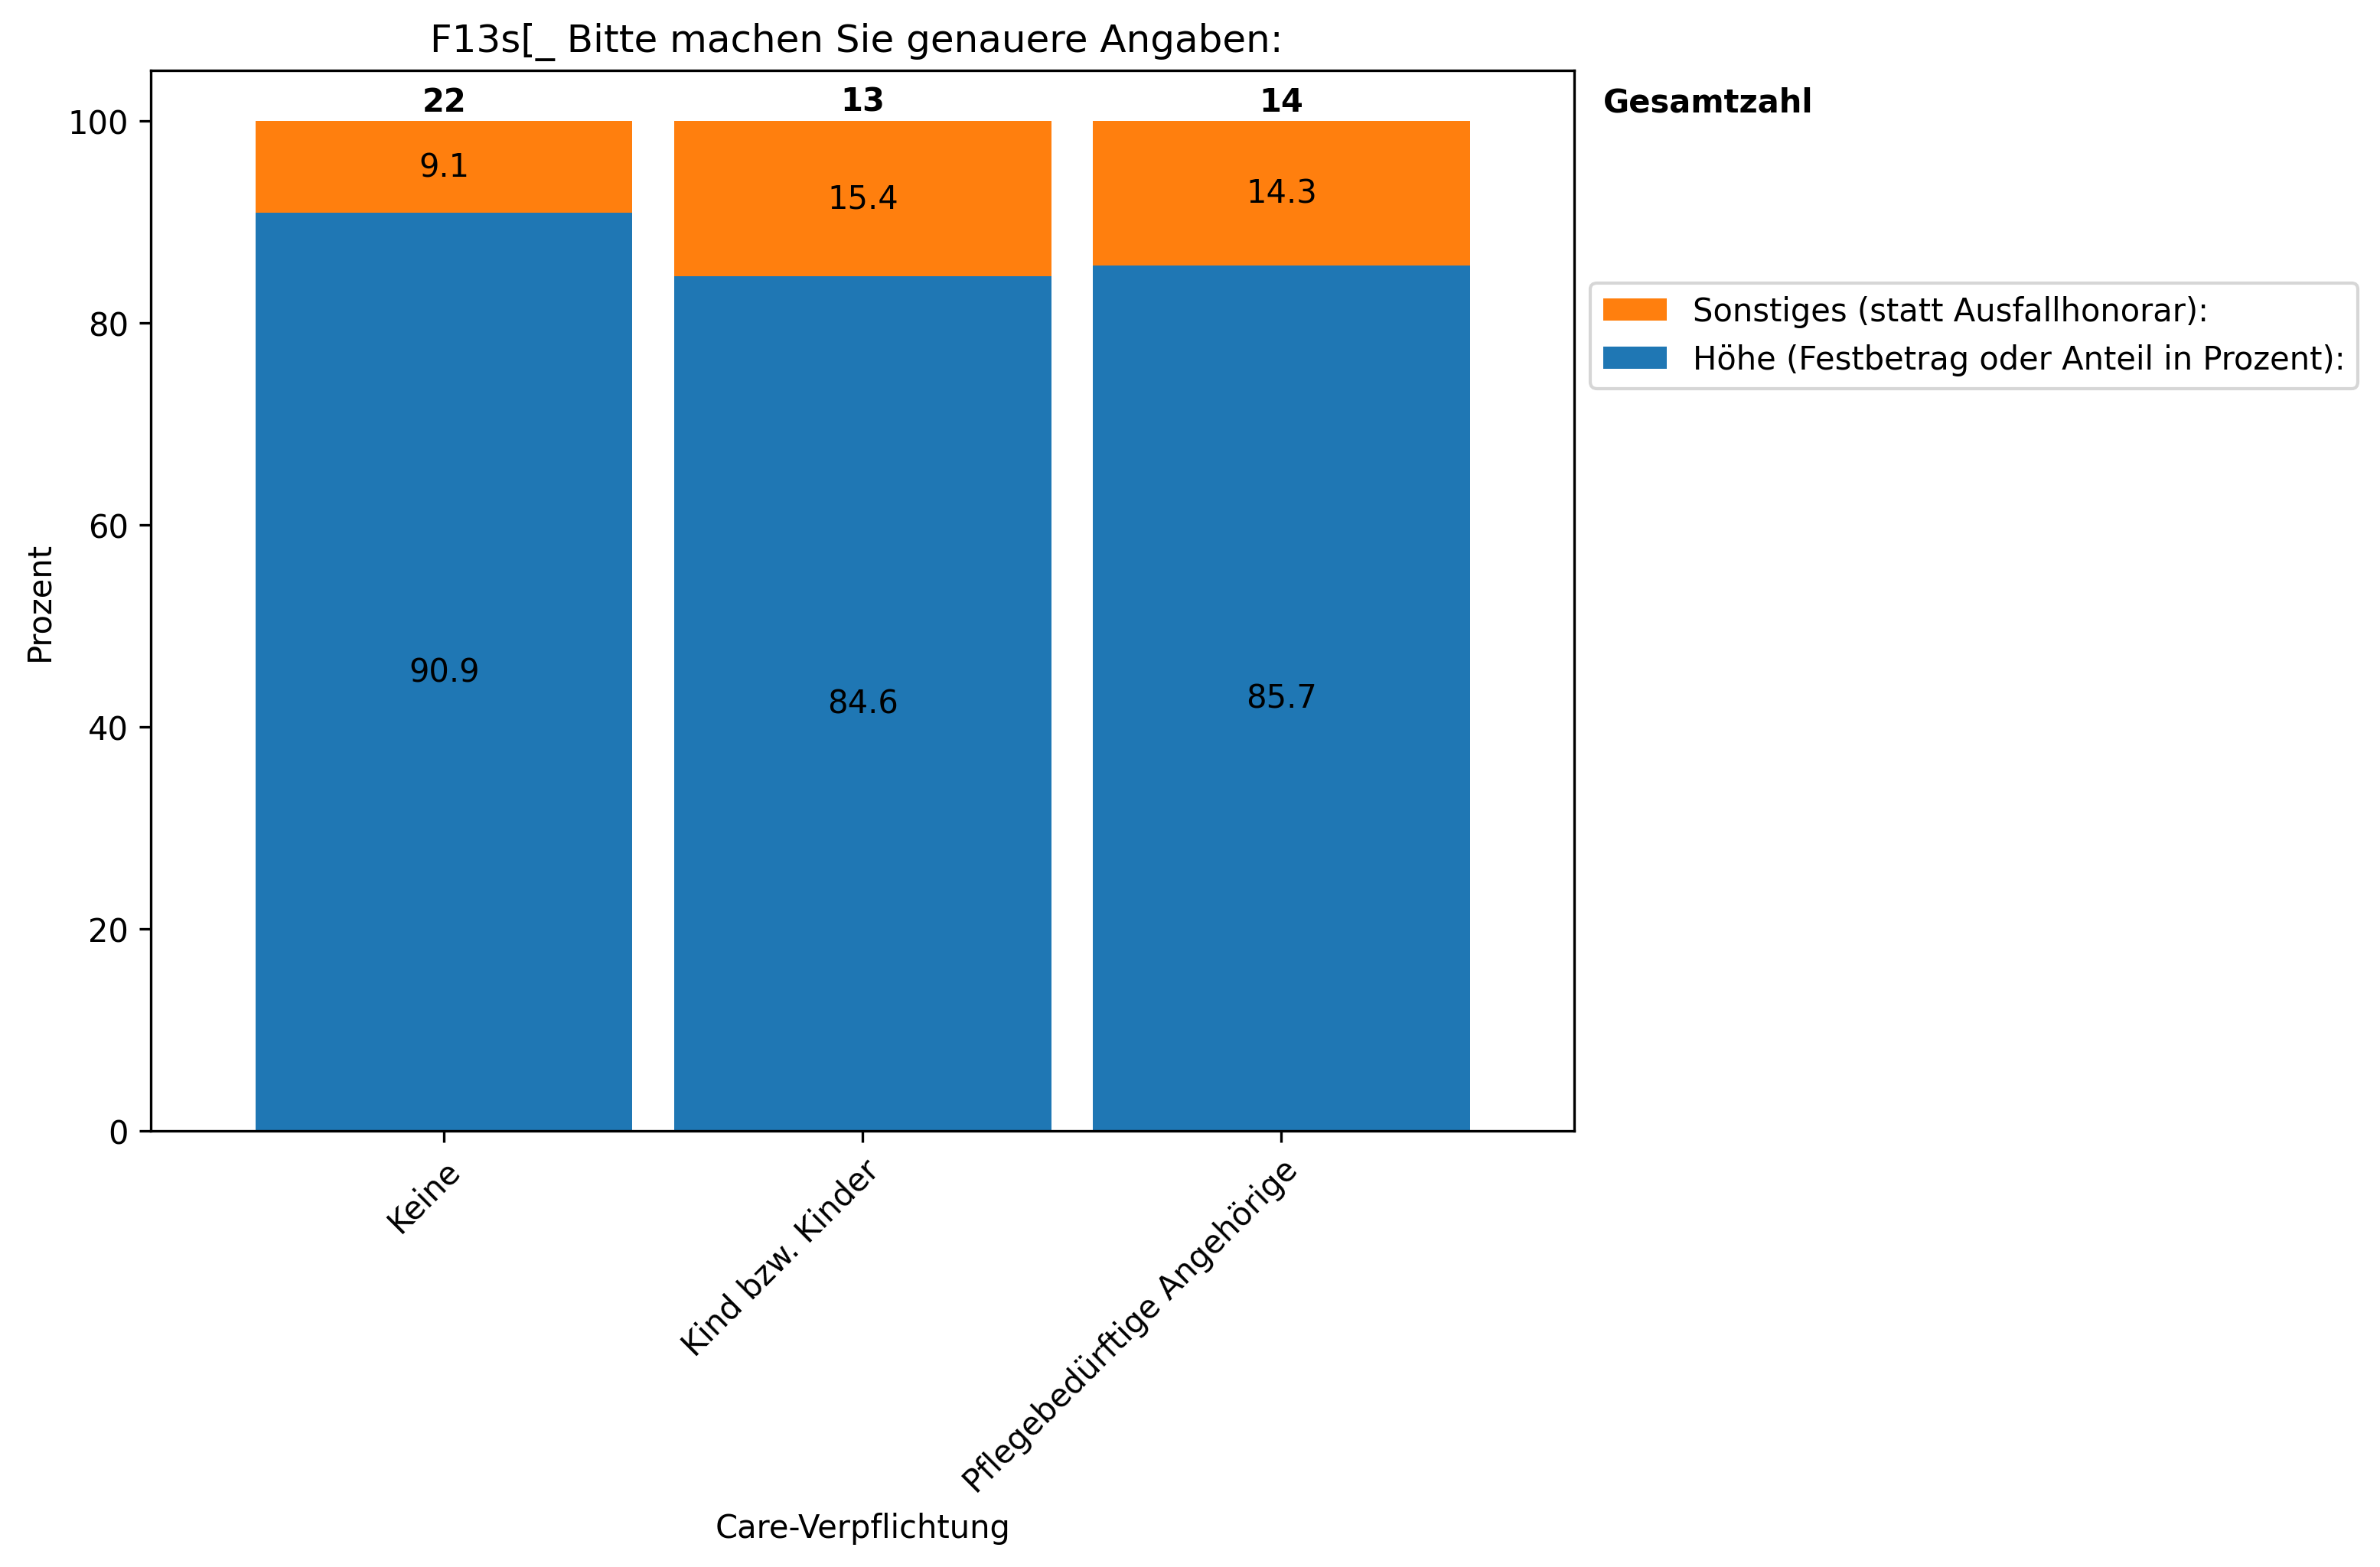 F13s[_ Bitte machen Sie genauere Angaben:
22
13
14
Gesamtzahl
100
80
60
40
20
0
Prozent
9.1
15.4
14.3
90.9
84.6
85.7
Sonstiges (statt Ausfallhonorar):
Höhe (Festbetrag oder Anteil in Prozent):
Keine
Kind bzw. Kinder
Pflegebedürftige Angehörige
Care-Verpflichtung